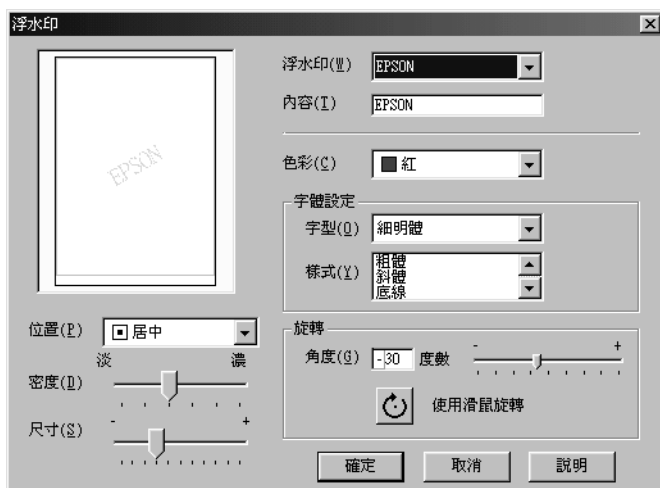 浮水印
EPSON
浮水印(W) EPSON
內容(I) EPSON
色彩(C) 紅
字體設定
字型(O) 細明體
樣式(Y) 粗體
斜體
底線
位置(P) 居中
淡 濃
密度(D)
尺寸(S) - +
旋轉
角度(G) -30 度數 - +
使用滑鼠旋轉
確定 取消 說明